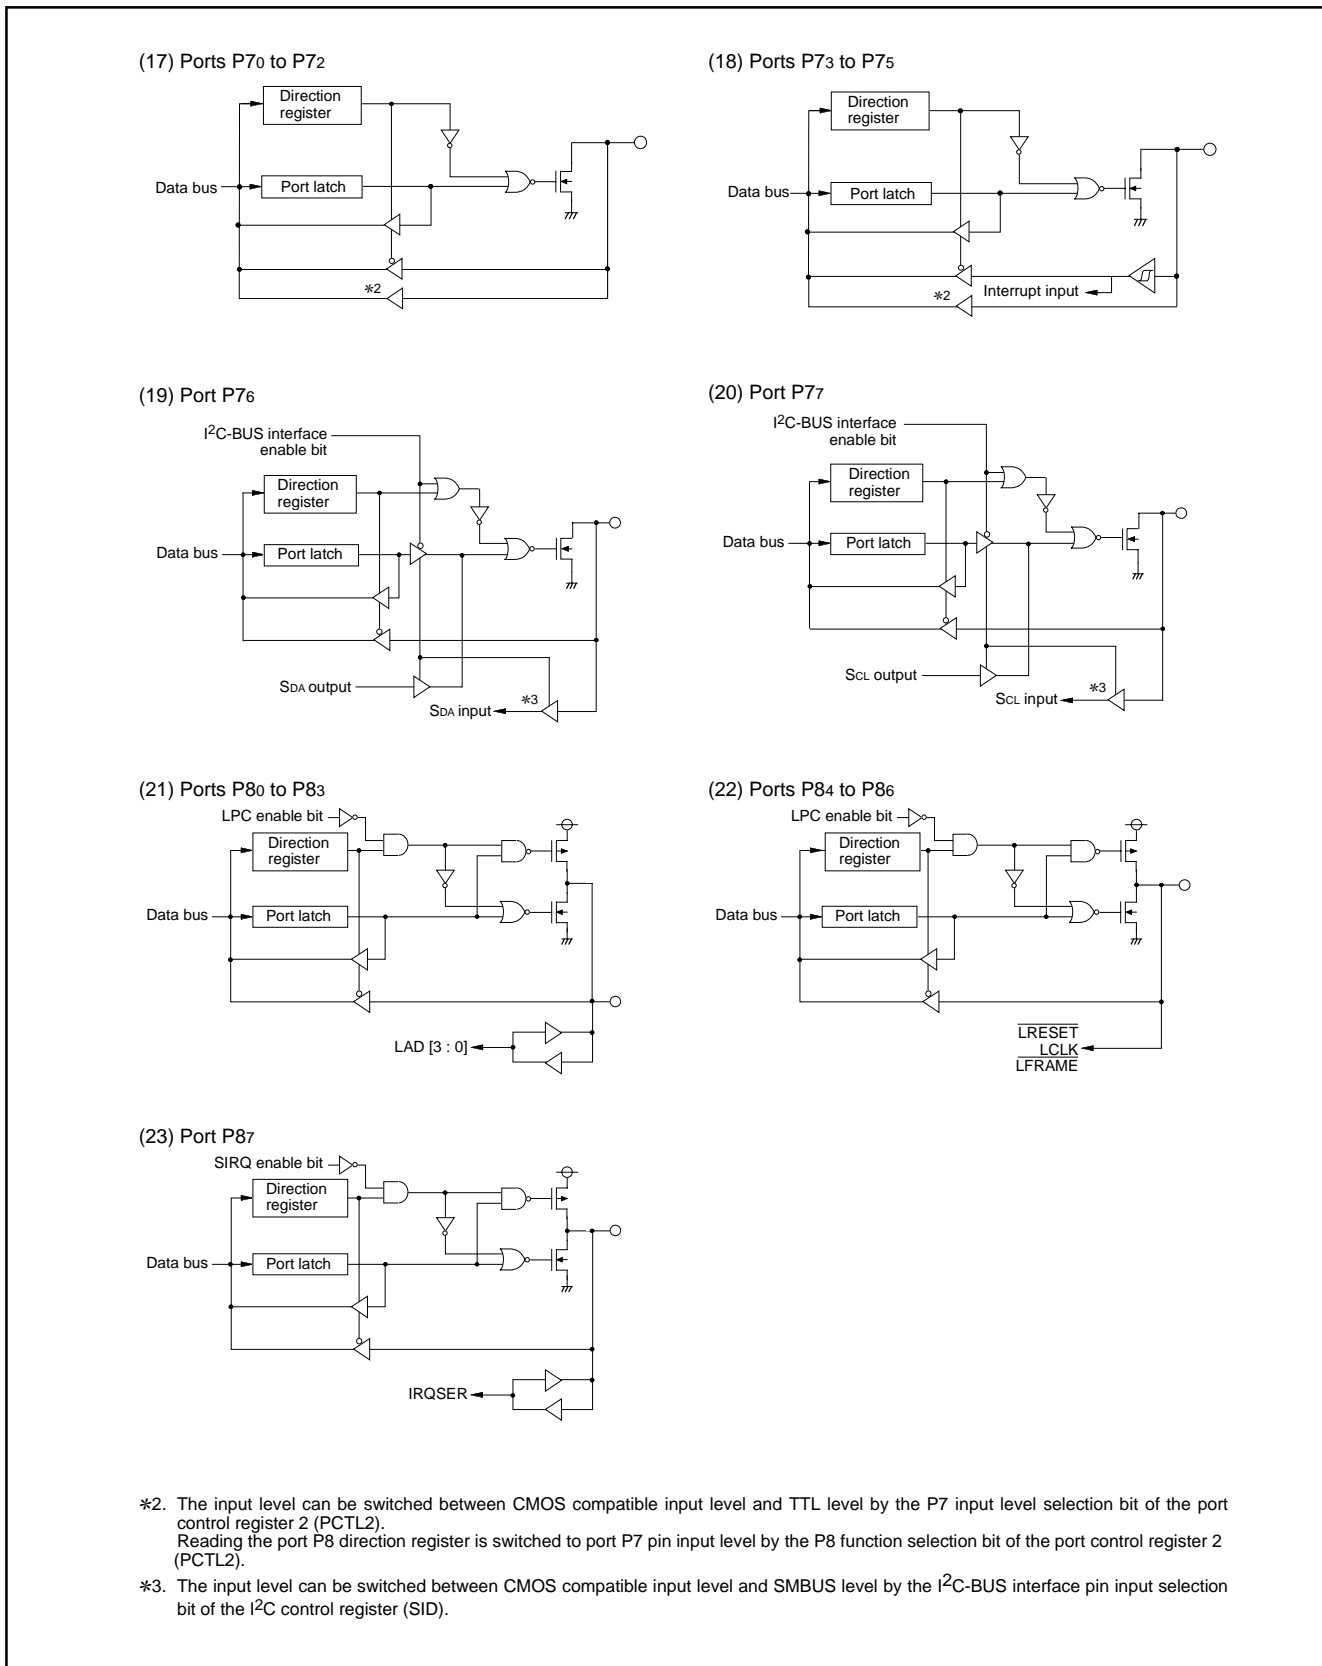 (17) Ports P70 to P72
Direction
register
Data bus
Port latch
*2
(18) Ports P73 to P75
Direction
register
Data bus
Port latch
Interrupt input
*2
(19) Port P76
I2C-BUS interface
enable bit
Direction
register
Data bus
Port latch
SDA output
SDA input
*3
(20) Port P77
I2C-BUS interface
enable bit
Direction
register
Data bus
Port latch
SCL output
SCL input
*3
(21) Ports P80 to P83
LPC enable bit
Direction
register
Data bus
Port latch
LAD [3 : 0]
(22) Ports P84 to P86
LPC enable bit
Direction
register
Data bus
Port latch
LRESET
LCLK
LFRAME
(23) Port P87
SIRQ enable bit
Direction
register
Data bus
Port latch
IRQSER
*2. The input level can be switched between CMOS compatible input level and TTL level by the P7 input level selection bit of the port
control register 2 (PCTL2).
Reading the port P8 direction register is switched to port P7 pin input level by the P8 function selection bit of the port control register 2
(PCTL2).
*3. The input level can be switched between CMOS compatible input level and SMBUS level by the I2C-BUS interface pin input selection
bit of the I2C control register (SID).